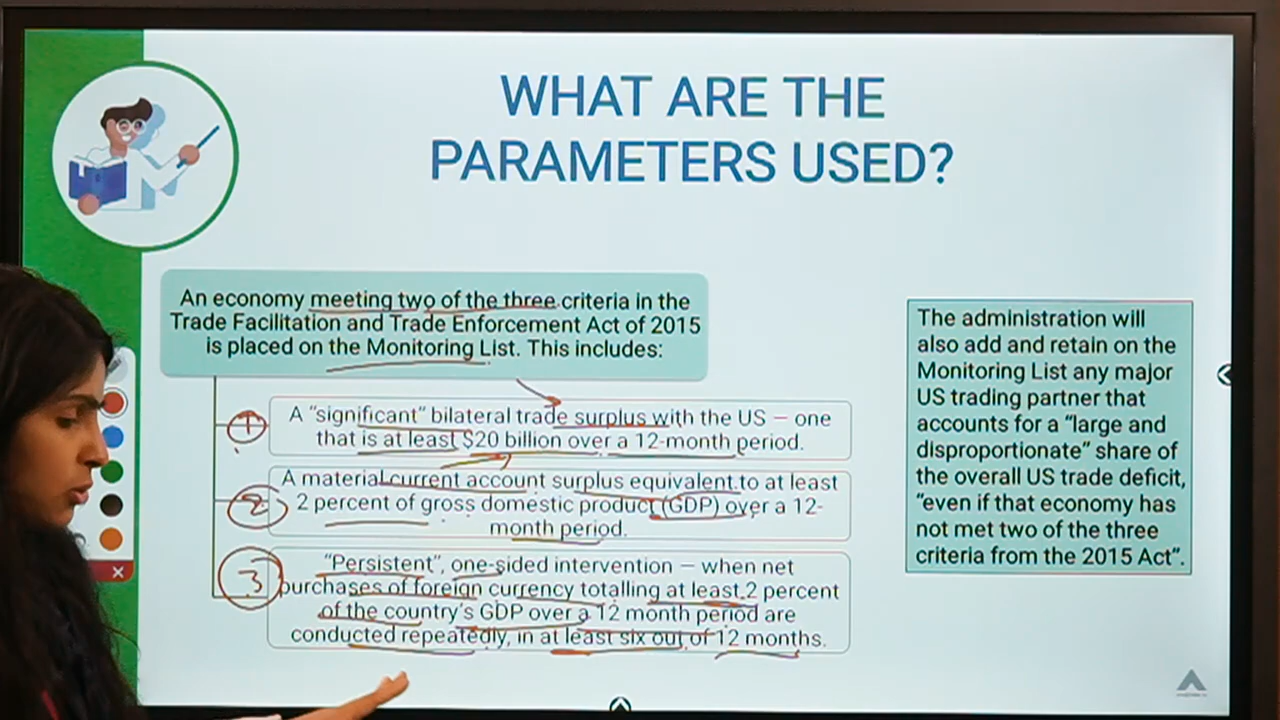 WHAT ARE THE
PARAMETERS USED?
An economy meeting two of the three criteria in the
Trade Facilitation and Trade Enforcement Act of 2015
is placed on the Monitoring List. This includes:
1
A "significant" bilateral trade surplus with the US – one
that is at least $20 billion over a 12-month period.
2
A material current account surplus equivalent to at least
2 percent of gross domestic product (GDP) over a 12-
month period.
3
"Persistent", one-sided intervention – when net
purchases of foreign currency totalling at least 2 percent
of the country's GDP over a 12 month period are
conducted repeatedly, in at least six out of 12 months.
The administration will
also add and retain on the
Monitoring List any major
US trading partner that
accounts for a "large and
disproportionate" share of
the overall US trade deficit,
"even if that economy has
not met two of the three
criteria from the 2015 Act".